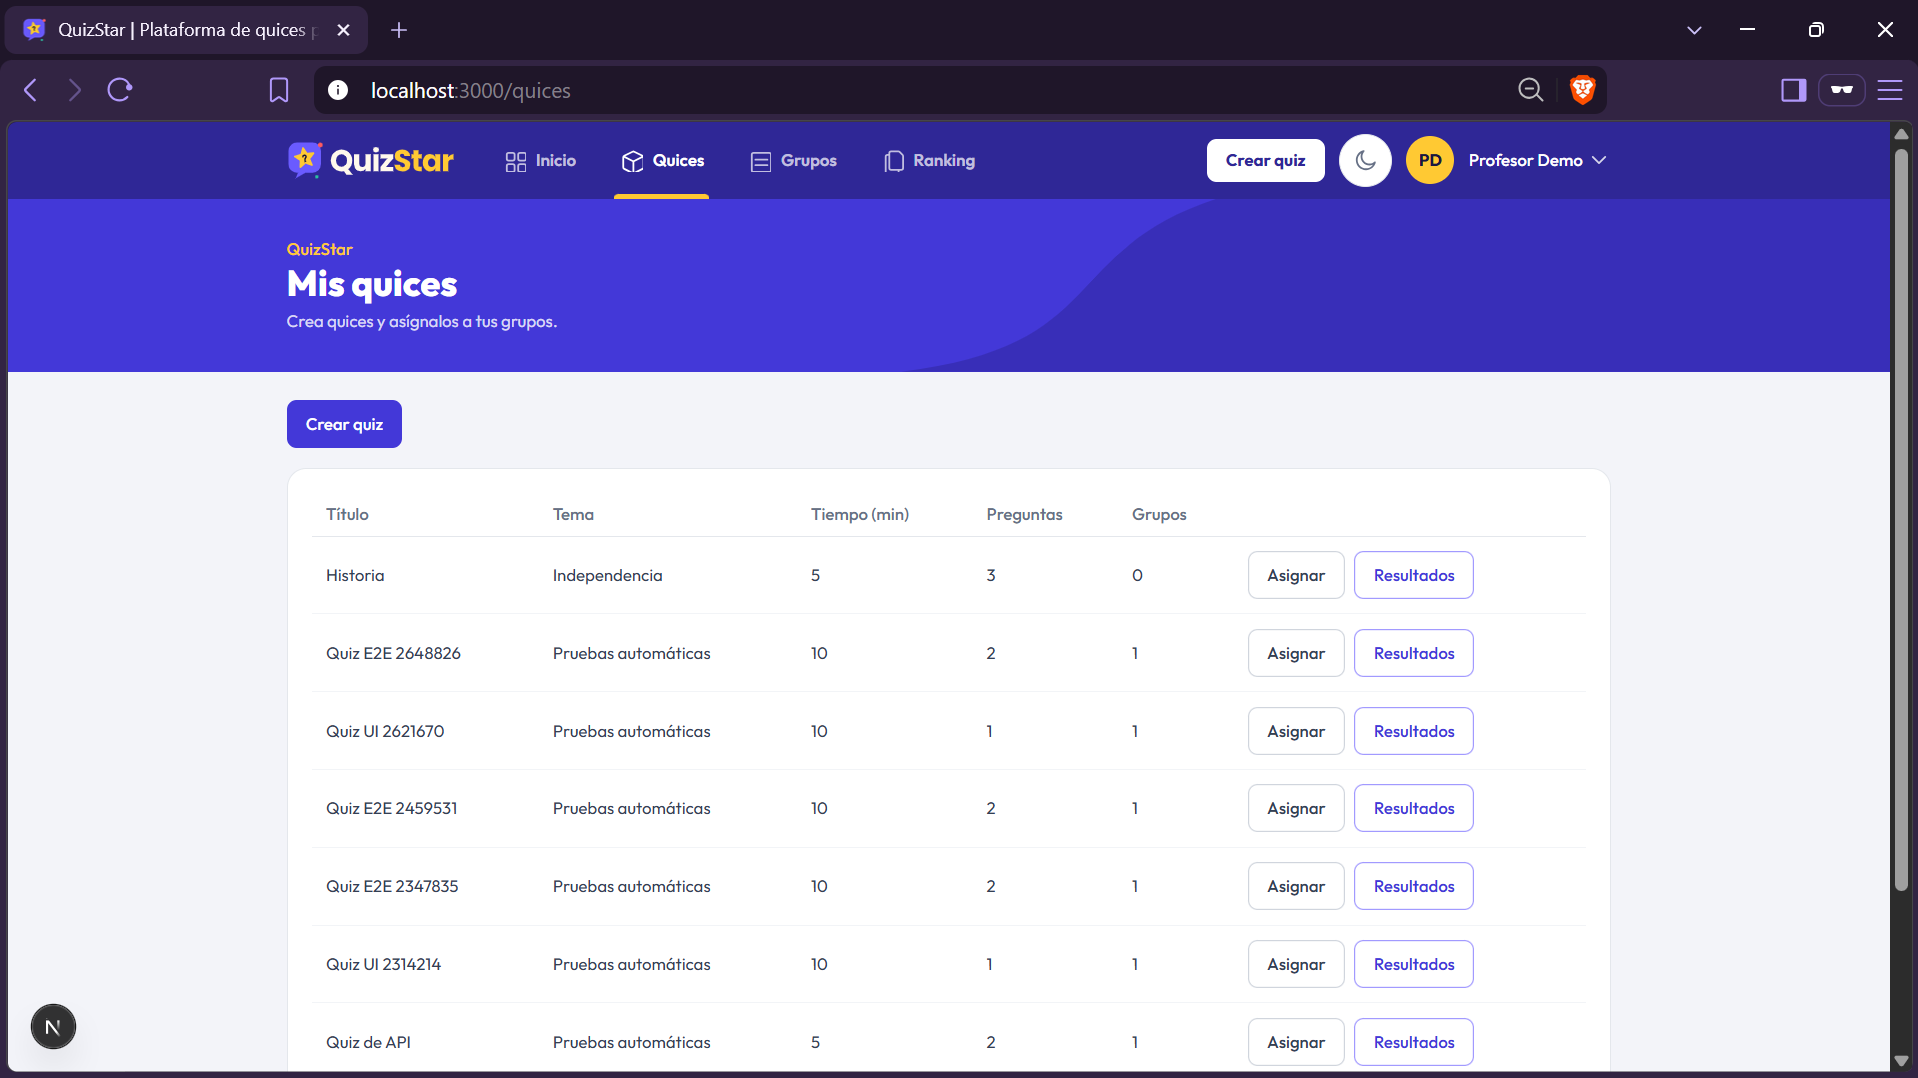 QuizStar | Plataforma de quices
localhost:3000/quices
QuizStar
Inicio
Quices
Grupos
Ranking
Crear quiz
PD
Profesor Demo
QuizStar
Mis quices
Crea quices y asígnalos a tus grupos.
Crear quiz
Título Tema Tiempo (min) Preguntas Grupos
Historia Independencia 5 3 0 Asignar Resultados
Quiz E2E 2648826 Pruebas automáticas 10 2 1 Asignar Resultados
Quiz UI 2621670 Pruebas automáticas 10 1 1 Asignar Resultados
Quiz E2E 2459531 Pruebas automáticas 10 2 1 Asignar Resultados
Quiz E2E 2347835 Pruebas automáticas 10 2 1 Asignar Resultados
Quiz UI 2314214 Pruebas automáticas 10 1 1 Asignar Resultados
Quiz de API Pruebas automáticas 5 2 1 Asignar Resultados
N